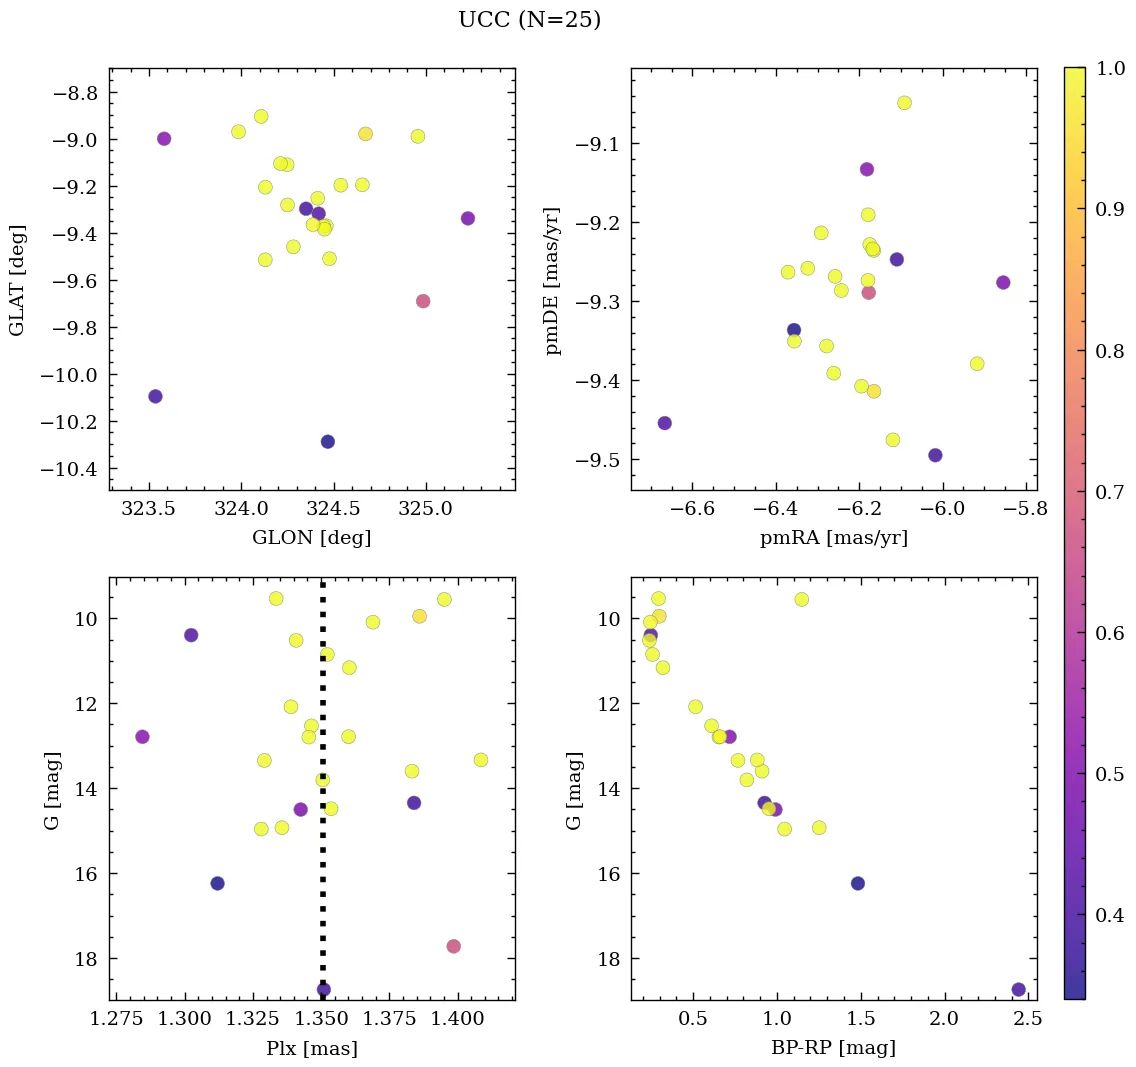 UCC (N=25)
−8.8
−9.0
−9.2
−9.4
−9.6
−9.8
−10.0
−10.2
−10.4
GLAT [deg]
323.5 324.0 324.5 325.0
GLON [deg]
−9.1
−9.2
−9.3
−9.4
−9.5
pmDE [mas/yr]
−6.6 −6.4 −6.2 −6.0 −5.8
pmRA [mas/yr]
10
12
14
16
18
G [mag]
1.275 1.300 1.325 1.350 1.375 1.400
Plx [mas]
10
12
14
16
18
G [mag]
0.5 1.0 1.5 2.0 2.5
BP-RP [mag]
1.0
0.9
0.8
0.7
0.6
0.5
0.4